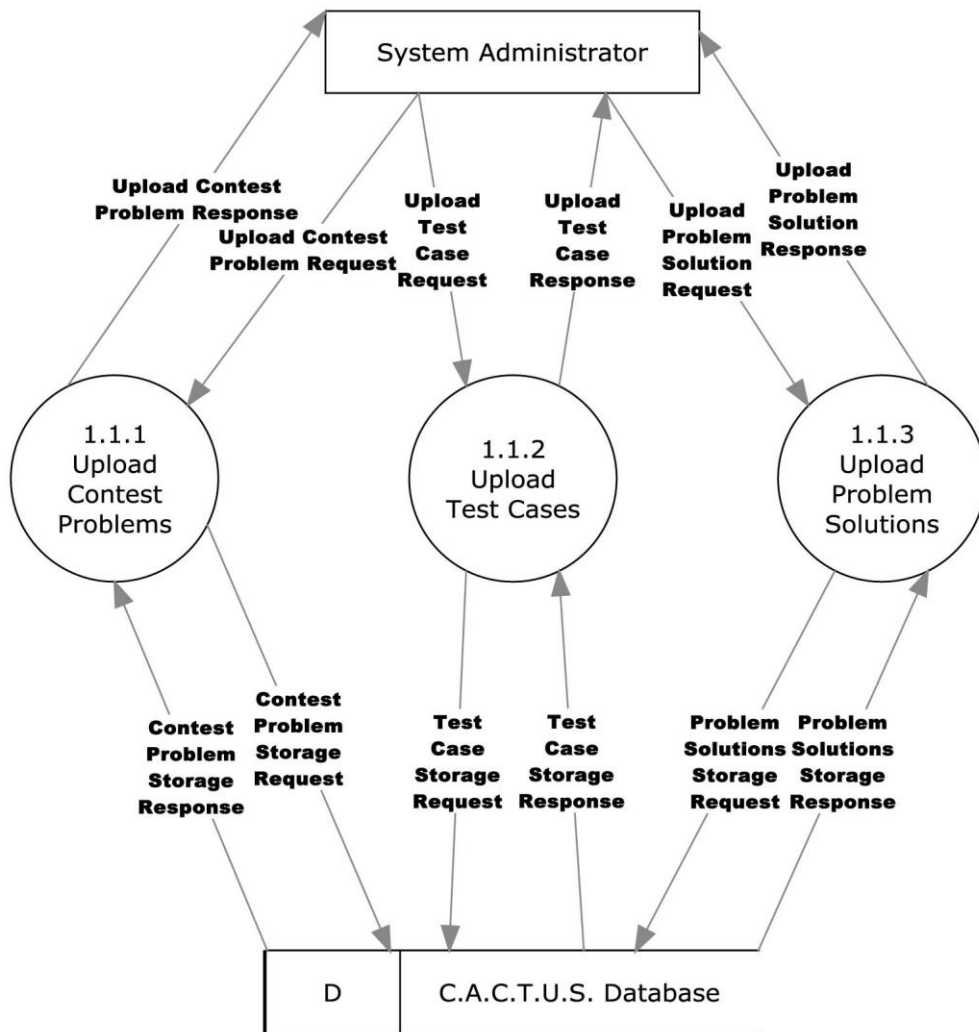 System Administrator
Upload Contest
Problem Response
Upload Contest
Problem Request
Upload
Test
Case
Request
Upload
Test
Case
Response
Upload
Problem
Solution
Request
Upload
Problem
Solution
Response
1.1.1
Upload
Contest
Problems
1.1.2
Upload
Test Cases
1.1.3
Upload
Problem
Solutions
Contest
Problem
Storage
Response
Contest
Problem
Storage
Request
Test
Case
Storage
Request
Test
Case
Storage
Response
Problem
Solutions
Storage
Request
Problem
Solutions
Storage
Response
D
C.A.C.T.U.S. Database